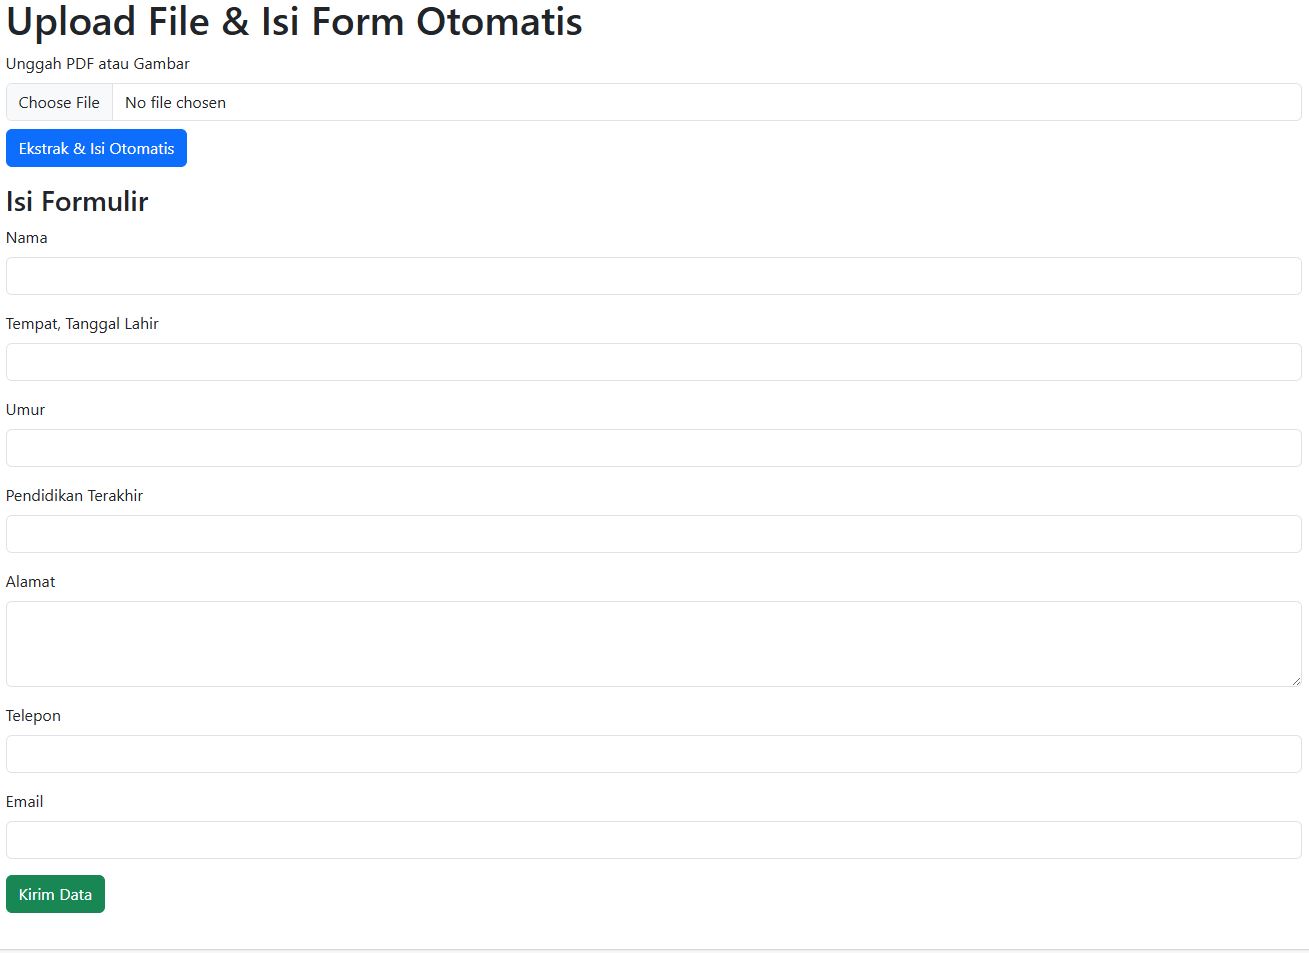 Upload File & Isi Form Otomatis
Unggah PDF atau Gambar
Choose File No file chosen
Ekstrak & Isi Otomatis
Isi Formulir
Nama
Tempat, Tanggal Lahir
Umur
Pendidikan Terakhir
Alamat
Telepon
Email
Kirim Data